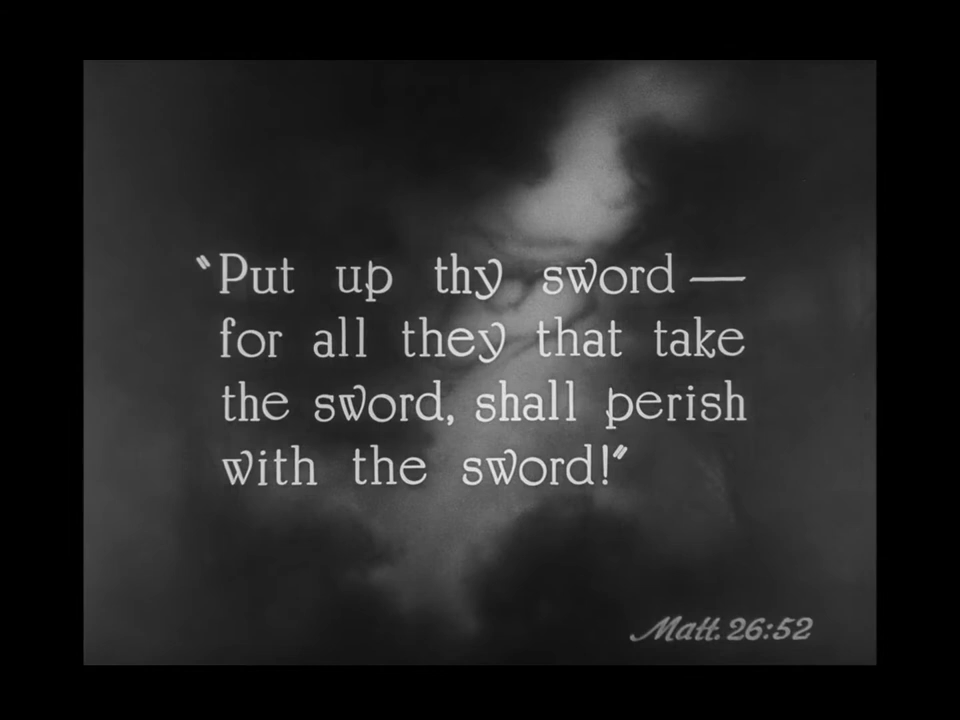 "Put up thy sword —
for all they that take
the sword, shall perish
with the sword!"
Matt. 26:52